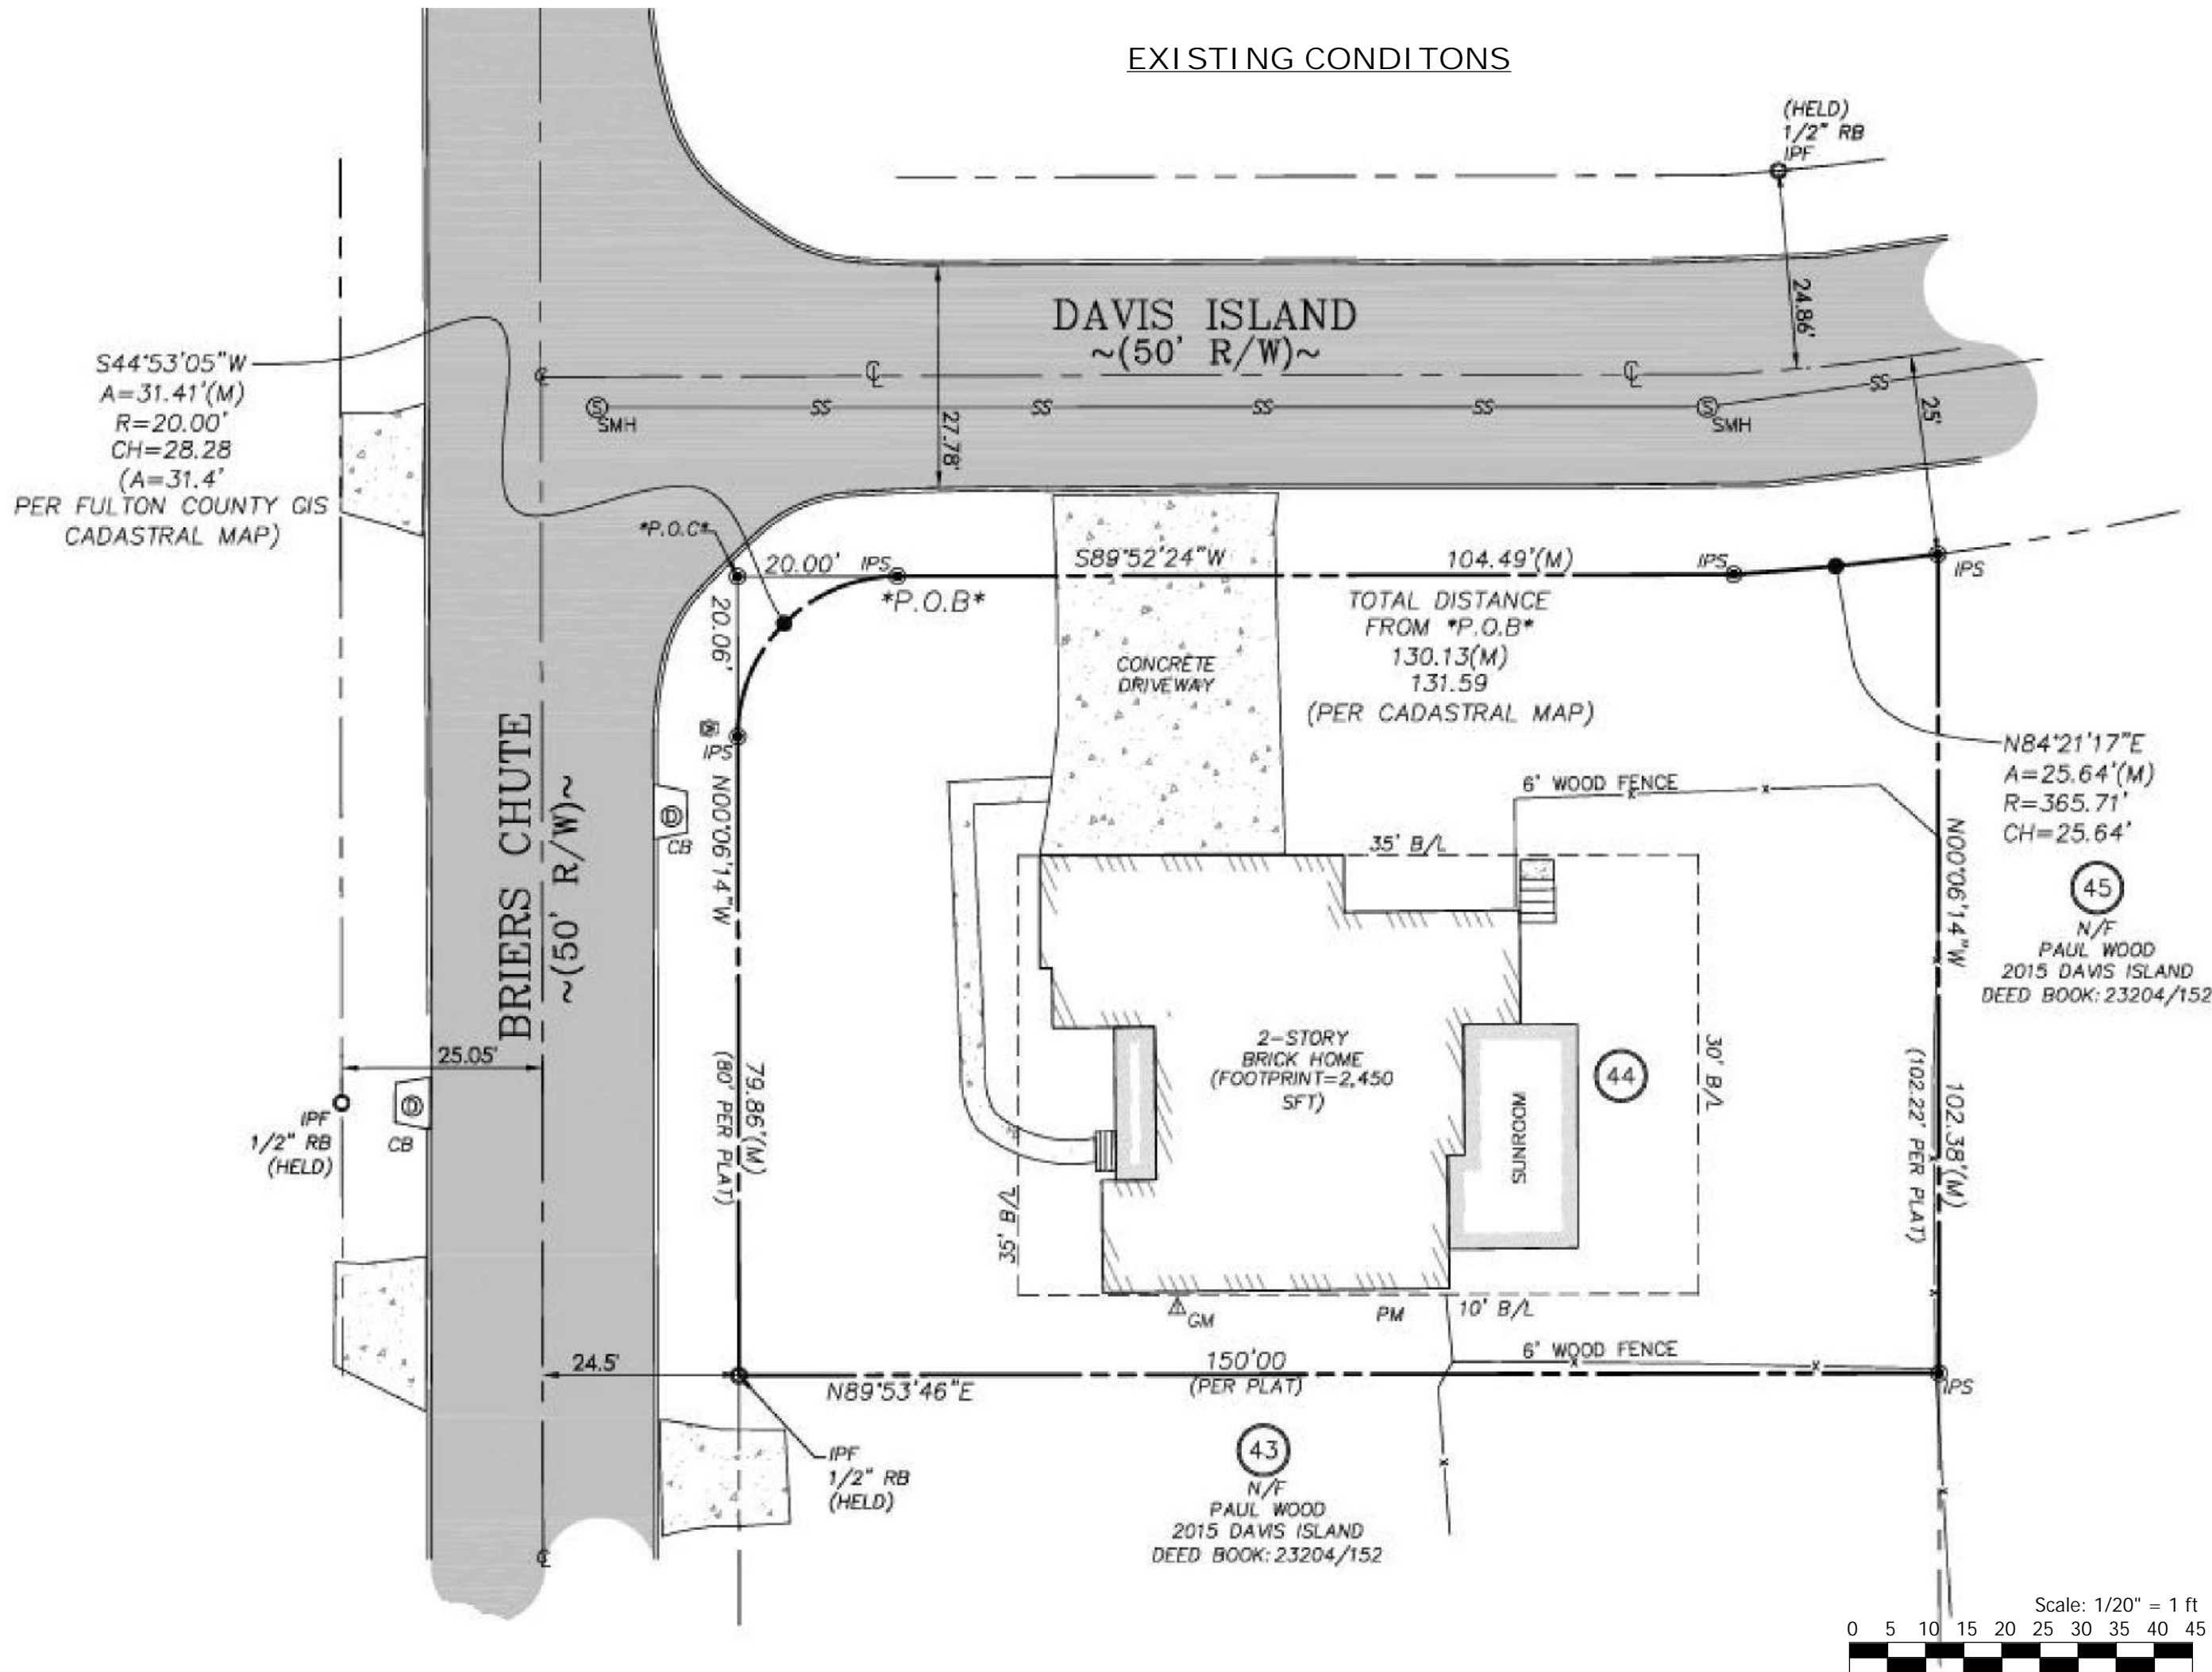 EXISTING CONDITONS
(HELD)
1/2" RB
IPF
24.86'
DAVIS ISLAND
~(50' R/W)~
S44°53'05"W
A=31.41'(M)
R=20.00'
CH=28.28
(A=31.4'
PER FULTON COUNTY GIS
CADASTRAL MAP)
SMH
SS
SS
SS
SS
SMH
SS
27.78'
25'
*P.O.C*
20.00'
IPS
*P.O.B*
S89°52'24"W
104.49'(M)
IPS
IPS
TOTAL DISTANCE
FROM *P.O.B*
130.13(M)
131.59
(PER CADASTRAL MAP)
20.06'
IPS
CONCRETE
DRIVEWAY
N84°21'17"E
A=25.64'(M)
R=365.71'
CH=25.64'
6' WOOD FENCE
BRIERS CHUTE
~(50' R/W)~
CB
N00°06'14"W
35' B/L
N00°06'14"W
45
N/F
PAUL WOOD
2015 DAVIS ISLAND
DEED BOOK: 23204/152
2-STORY
BRICK HOME
(FOOTPRINT=2,450
SFT)
44
SUNROOM
30' B/L
25.05'
IPF
1/2" RB
(HELD)
CB
79.86'(M)
(80' PER PLAT)
102.38'(M)
(102.22' PER PLAT)
35' B/L
GM
PM
10' B/L
24.5'
150'00
(PER PLAT)
N89°53'46"E
6' WOOD FENCE
IPS
IPF
1/2" RB
(HELD)
43
N/F
PAUL WOOD
2015 DAVIS ISLAND
DEED BOOK: 23204/152
Scale: 1/20" = 1 ft
0 5 10 15 20 25 30 35 40 45